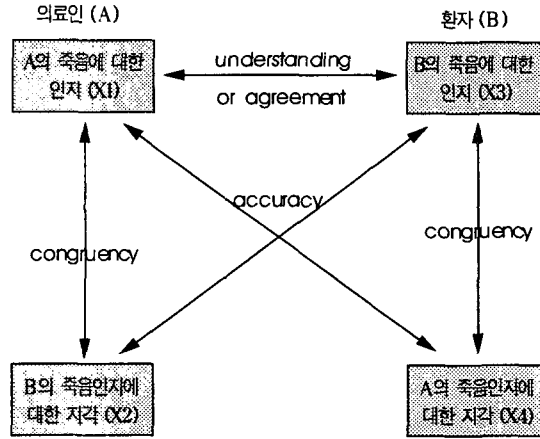 의료인 (A)
환자 (B)
A의 죽음에 대한
인지 (X1)
understanding
or agreement
B의 죽음에 대한
인지 (X3)
accuracy
congruency
congruency
B의 죽음인지에
대한 지각 (X2)
A의 죽음인지에
대한 지각 (X4)